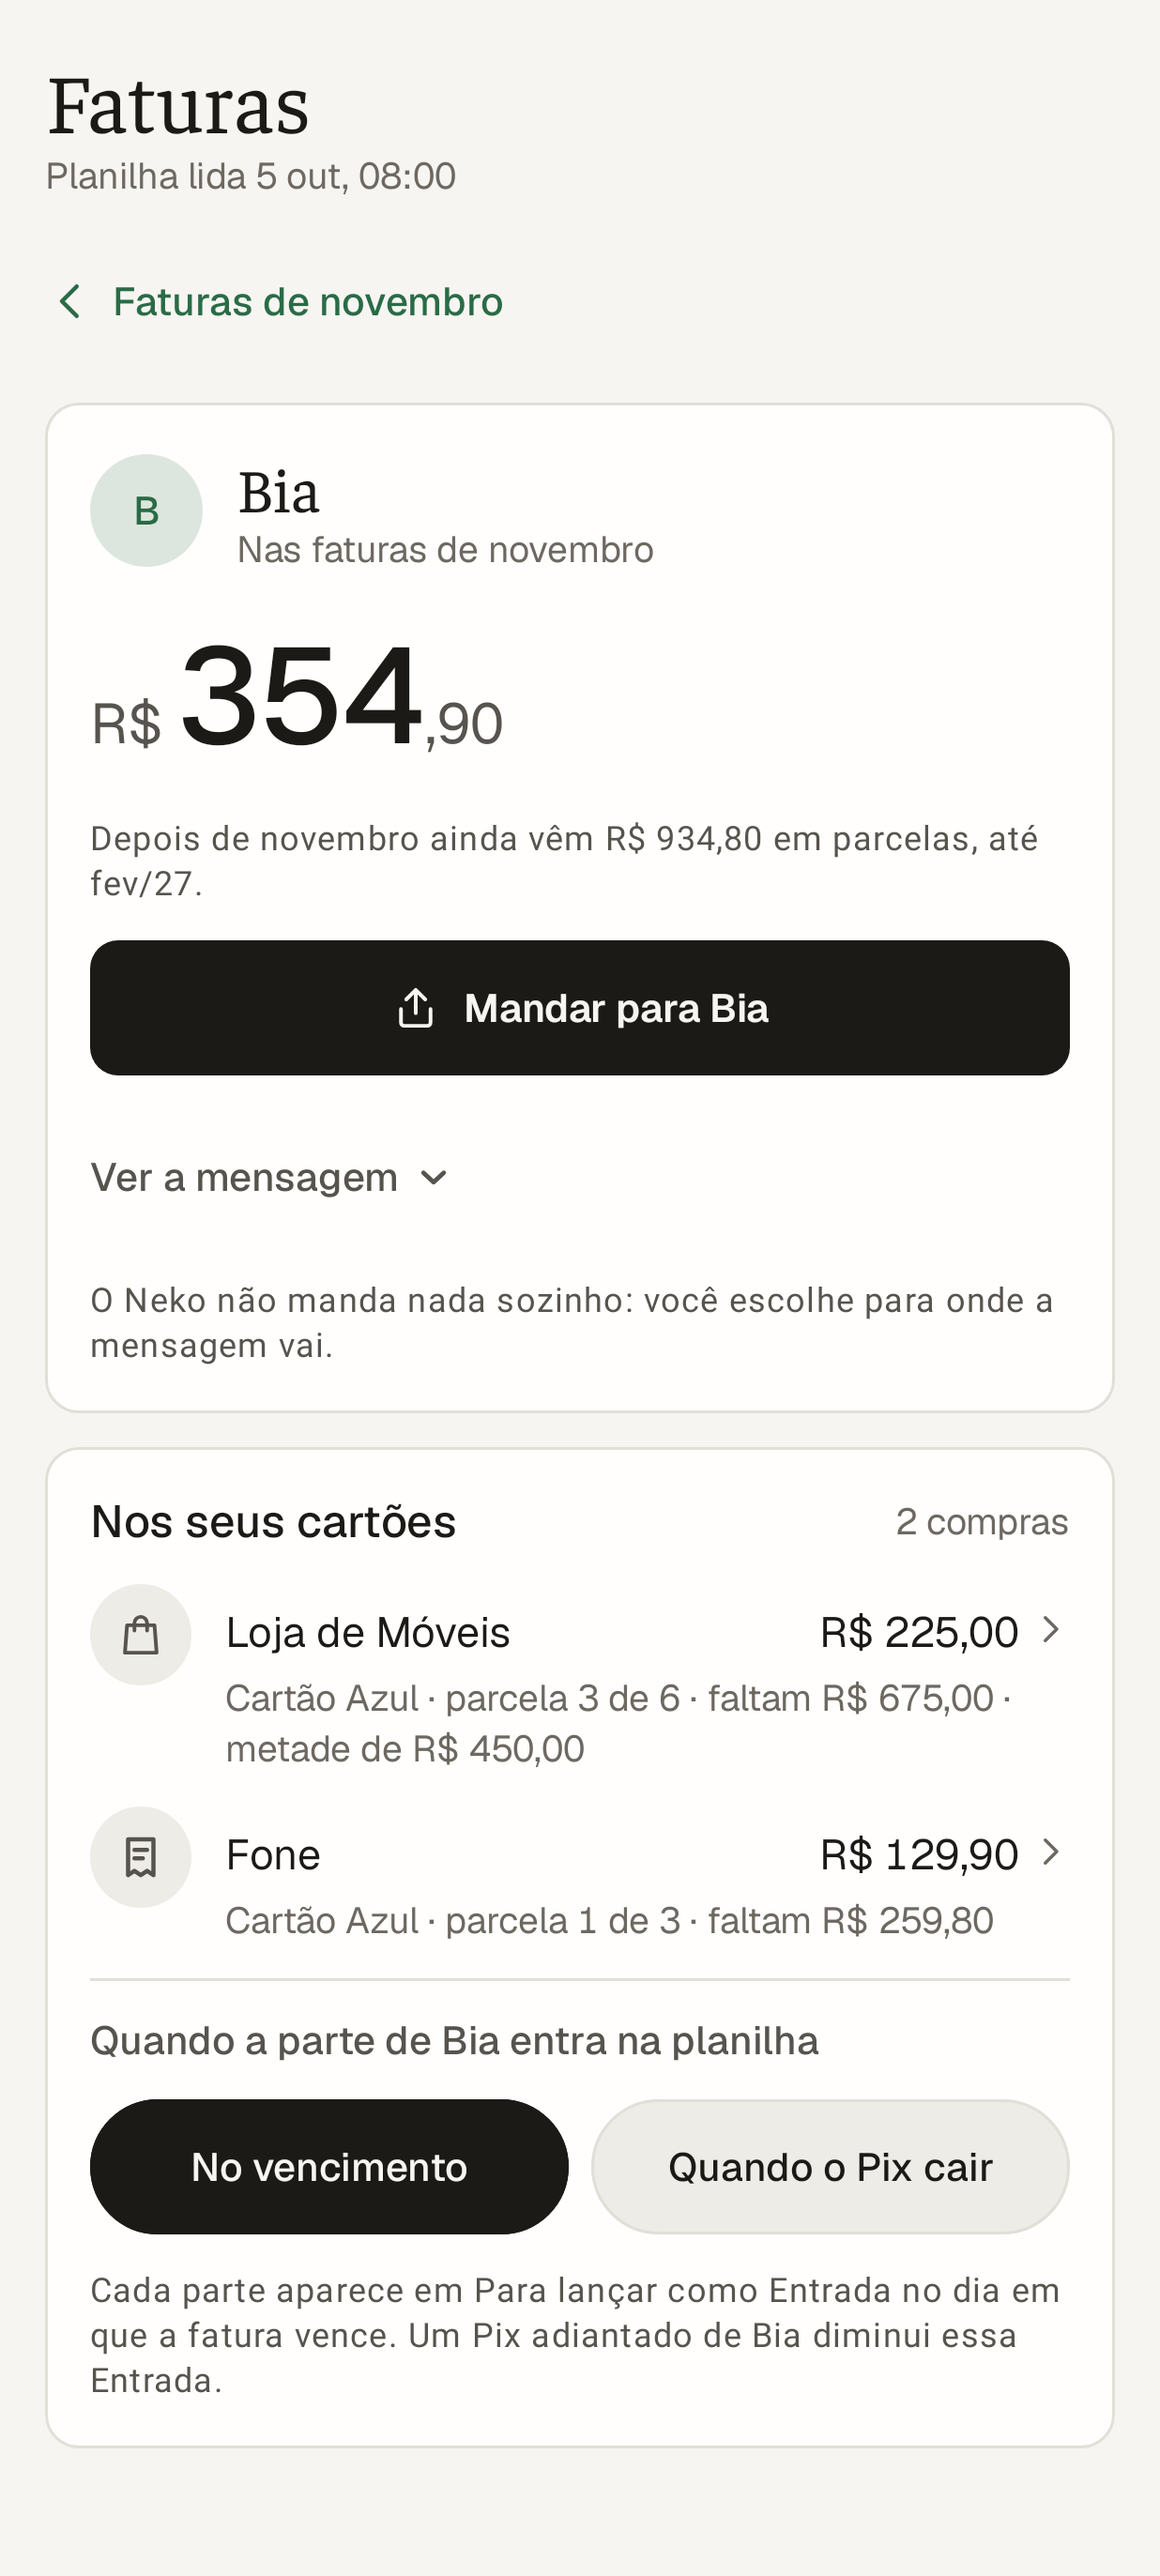 Faturas
Planilha lida 5 out, 08:00
Faturas de novembro
B
Bia
Nas faturas de novembro
R$ 354,90
Depois de novembro ainda vêm R$ 934,80 em parcelas, até
fev/27.
Mandar para Bia
Ver a mensagem
O Neko não manda nada sozinho: você escolhe para onde a
mensagem vai.
Nos seus cartões
2 compras
Loja de Móveis
R$ 225,00
Cartão Azul · parcela 3 de 6 · faltam R$ 675,00 ·
metade de R$ 450,00
Fone
R$ 129,90
Cartão Azul · parcela 1 de 3 · faltam R$ 259,80
Quando a parte de Bia entra na planilha
No vencimento
Quando o Pix cair
Cada parte aparece em Para lançar como Entrada no dia em
que a fatura vence. Um Pix adiantado de Bia diminui essa
Entrada.